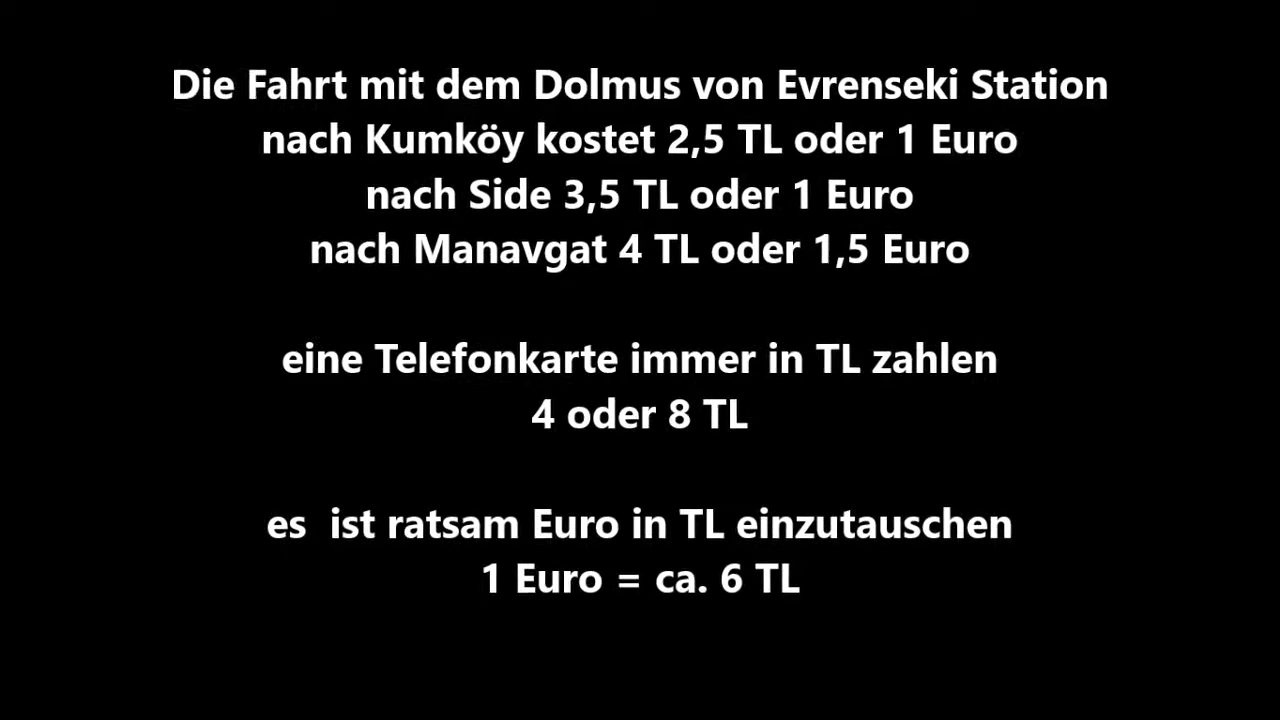 Die Fahrt mit dem Dolmus von Evrenseki Station
nach Kumköy kostet 2,5 TL oder 1 Euro
nach Side 3,5 TL oder 1 Euro
nach Manavgat 4 TL oder 1,5 Euro
eine Telefonkarte immer in TL zahlen
4 oder 8 TL
es  ist ratsam Euro in TL einzutauschen
1 Euro = ca. 6 TL